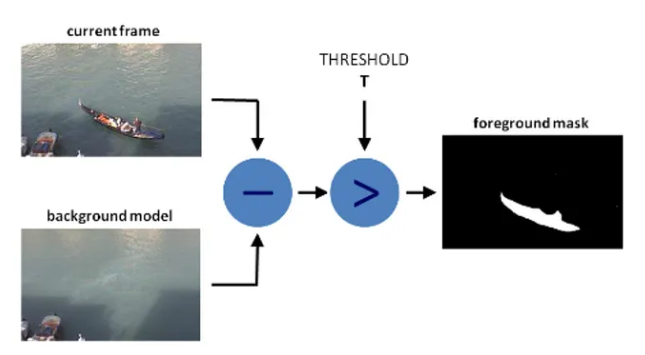 current frame
THRESHOLD
T
foreground mask
−
>
background model